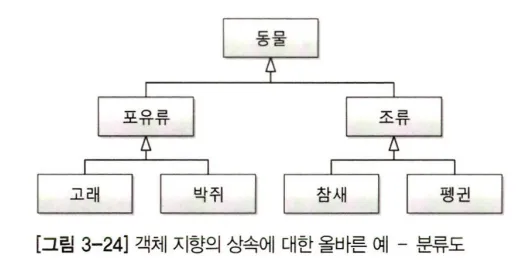 동물
포유류 조류
고래 박쥐 참새 펭귄
[그림 3-24] 객체 지향의 상속에 대한 올바른 예 - 분류도